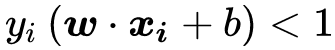 yᵢ (𝒘 · 𝒙ᵢ + b) < 1